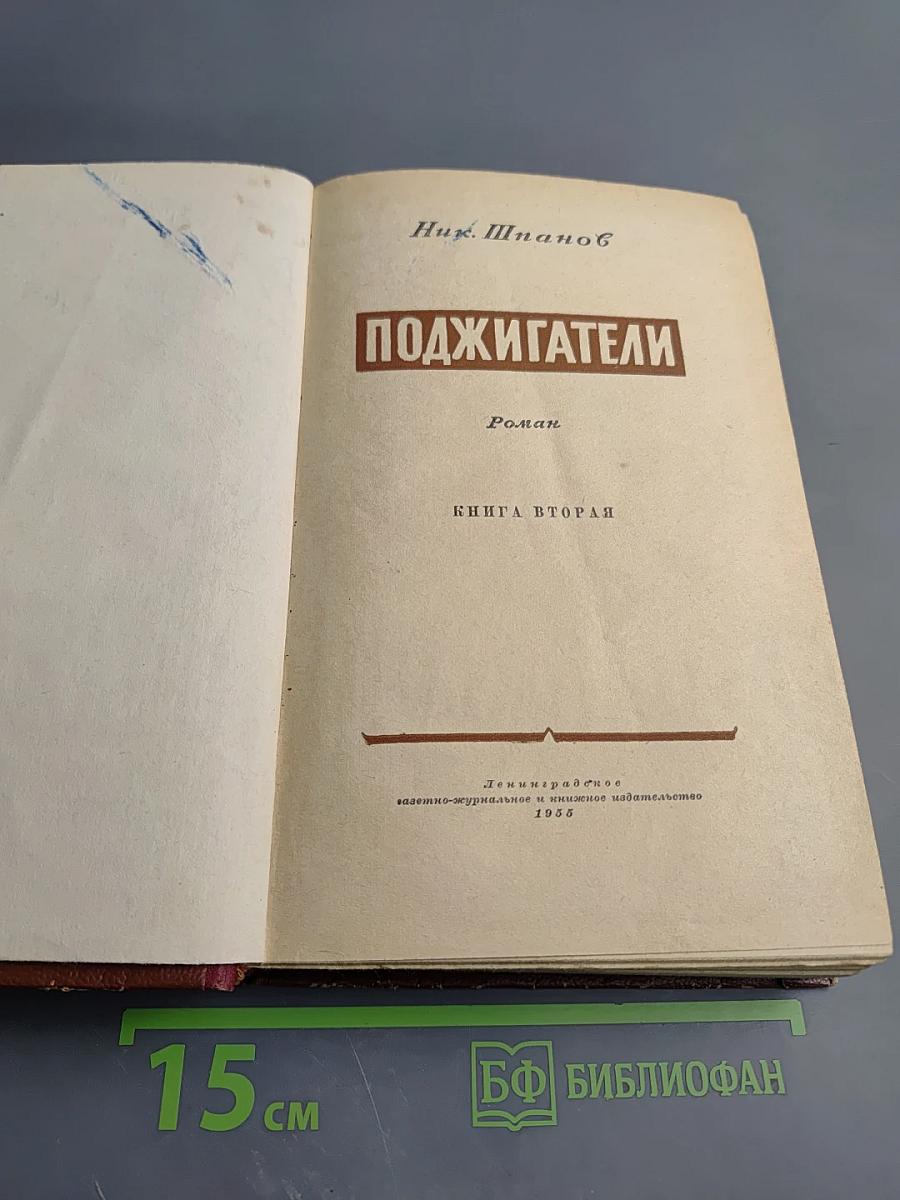 Ник. Шпанов
ПОДЖИГАТЕЛИ
Роман
КНИГА ВТОРАЯ
Ленинградское
газетно-журнальное и книжное издательство
1955
15 см
БФ БИБЛИОФАН